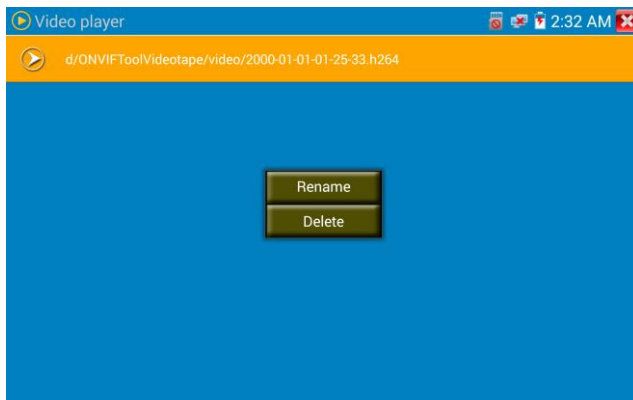 Video player
2:32 AM
d/ONVIFToolVideotape/video/2000-01-01-01-25-33.h264
Rename
Delete